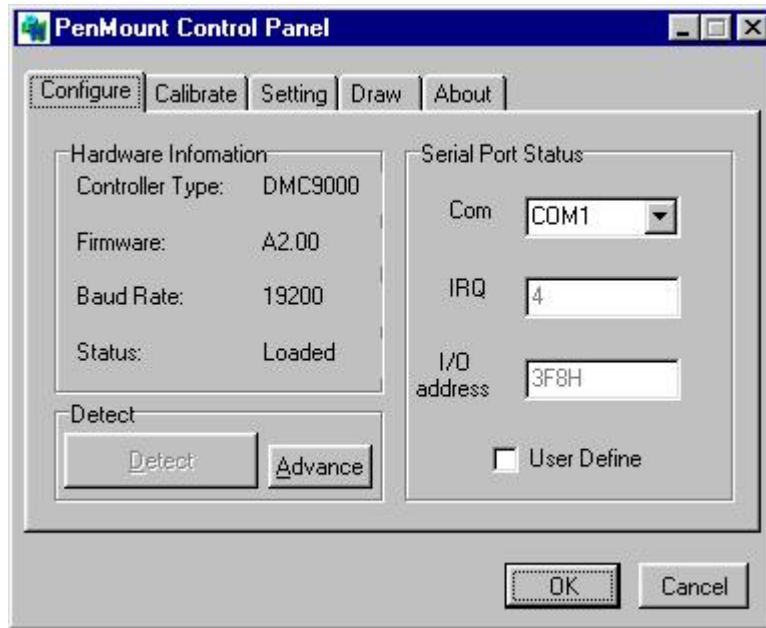 PenMount Control Panel
Configure Calibrate Setting Draw About
Hardware Infomation
Controller Type: DMC9000
Firmware: A2.00
Baud Rate: 19200
Status: Loaded
Detect
Detect Advance
Serial Port Status
Com COM1
IRQ 4
I/O
address 3F8H
User Define
OK Cancel